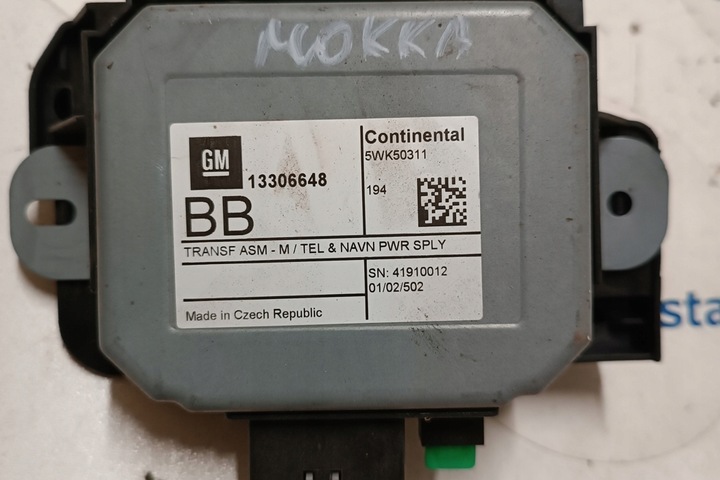 МОККА
GM
13306648
BB
Continental
5WK50311
194
TRANSF ASM - M / TEL & NAVN PWR SPLY
SN: 41910012
01/02/502
Made in Czech Republic
sta